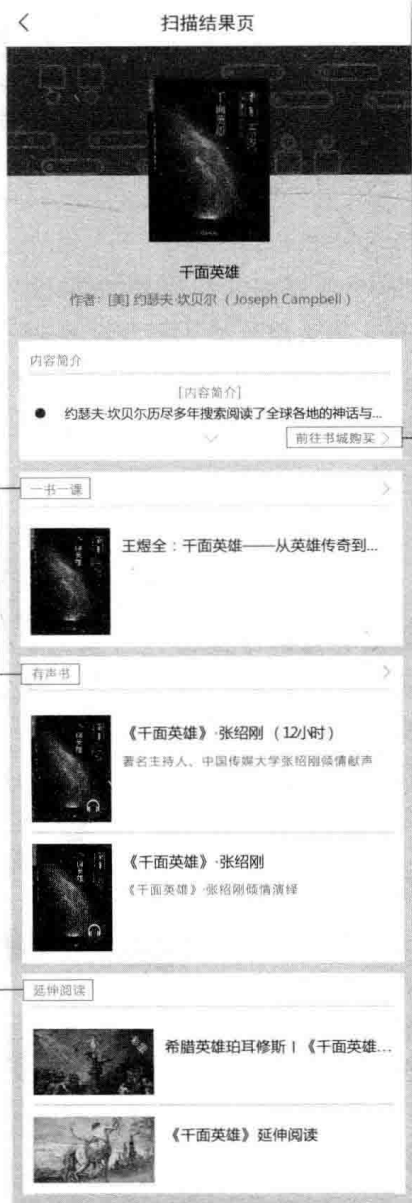 扫描结果页
千面英雄
作者：[美] 约瑟夫·坎贝尔（Joseph Campbell）
内容简介
[内容简介]
● 约瑟夫·坎贝尔历尽多年搜索阅读了全球各地的神话与...
前往书城购买
一书一课
王煜全：千面英雄——从英雄传奇到...
有声书
《千面英雄》·张绍刚（12小时）
著名主持人、中国传媒大学张绍刚倾情献声
《千面英雄》·张绍刚
《千面英雄》·张绍刚倾情演绎
延伸阅读
希腊英雄珀耳修斯丨《千面英雄...
《千面英雄》延伸阅读